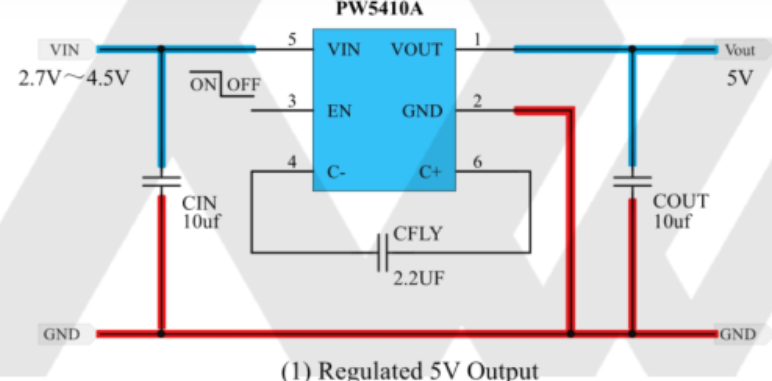 PW5410A
VIN
2.7V～4.5V
ON OFF
5
VIN
VOUT
1
Vout
5V
3
EN
GND
2
4
C-
C+
6
CIN
10uf
CFLY
2.2UF
COUT
10uf
GND
GND
(1) Regulated 5V Output